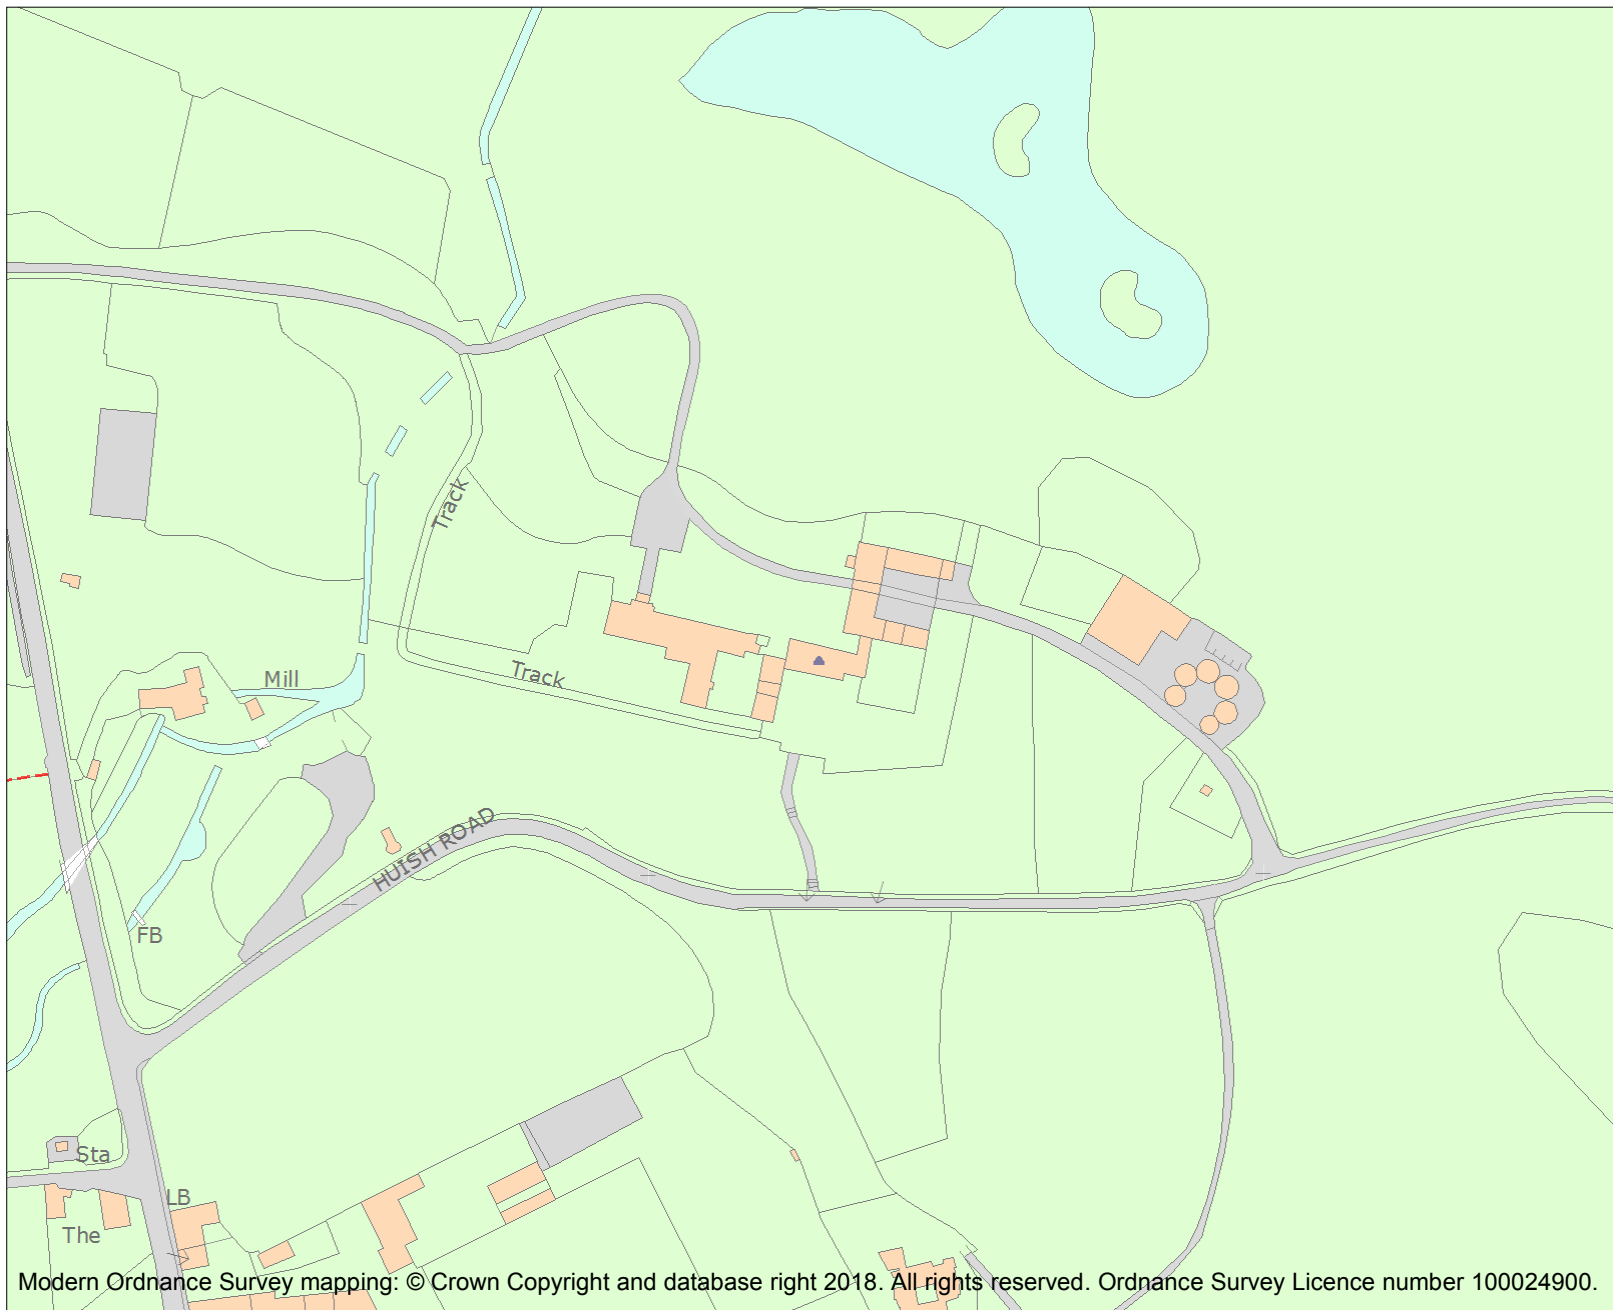 Track
Track
Mill
HUISH ROAD
FB
Sta
LB
The
Modern Ordnance Survey mapping: © Crown Copyright and database right 2018. All rights reserved. Ordnance Survey Licence number 100024900.